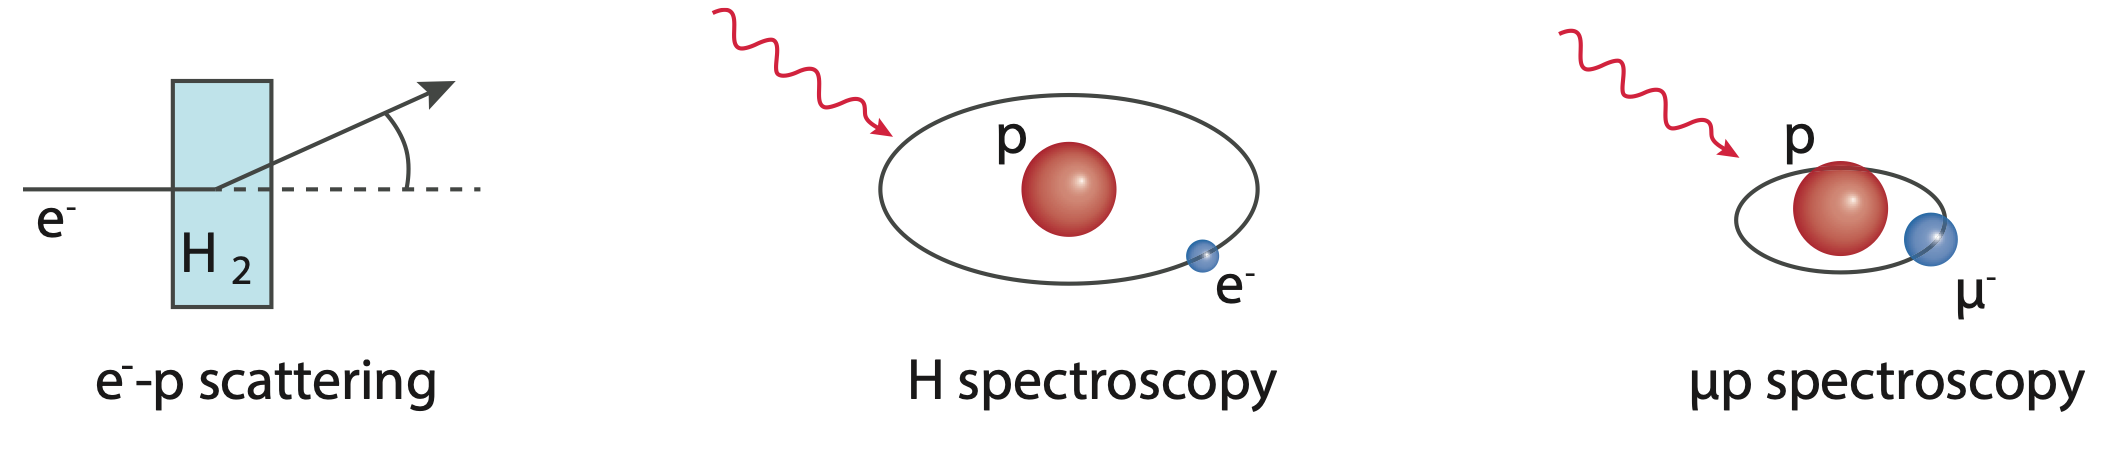 e⁻
H 2
e⁻-p scattering
p
e⁻
H spectroscopy
p
μ⁻
μp spectroscopy